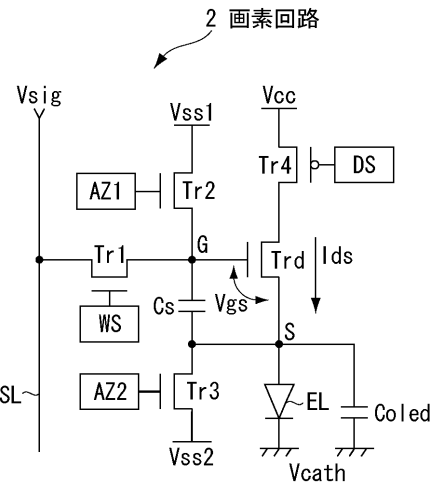 2 画素回路
Vsig
Vss1
Vcc
AZ1
Tr2
Tr4
DS
Tr1
G
Trd
Ids
WS
Cs
Vgs
S
SL
AZ2
Tr3
EL
Coled
Vss2
Vcath